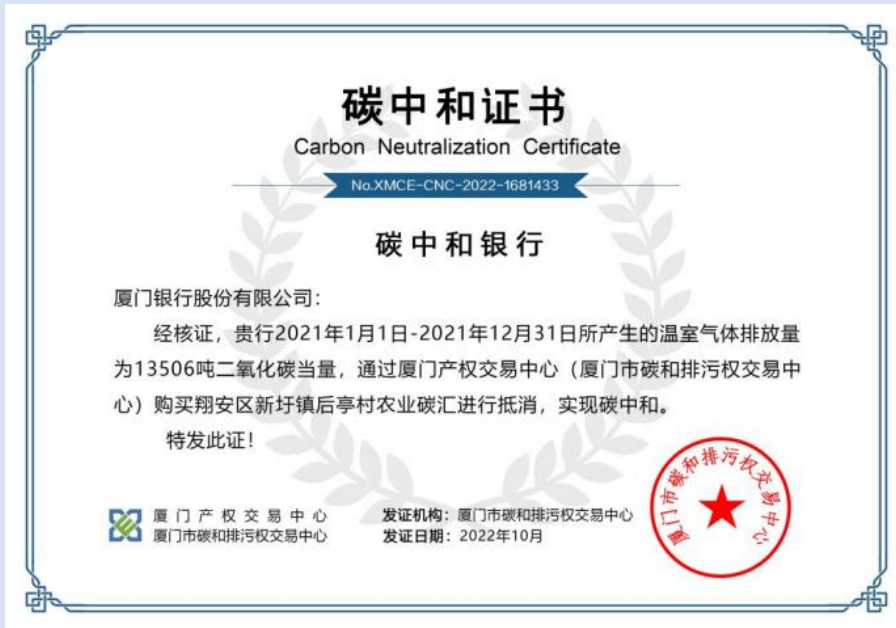 碳中和证书
Carbon Neutralization Certificate
No.XMCE-CNC-2022-1681433
碳中和银行
厦门银行股份有限公司：
经核证，贵行2021年1月1日-2021年12月31日所产生的温室气体排放量
为13506吨二氧化碳当量，通过厦门产权交易中心（厦门市碳和排污权交易中
心）购买翔安区新圩镇后亭村农业碳汇进行抵消，实现碳中和。
特发此证！
厦门产权交易中心
厦门市碳和排污权交易中心
发证机构：厦门市碳和排污权交易中心
发证日期：2022年10月
厦门市碳和排污权交易中心